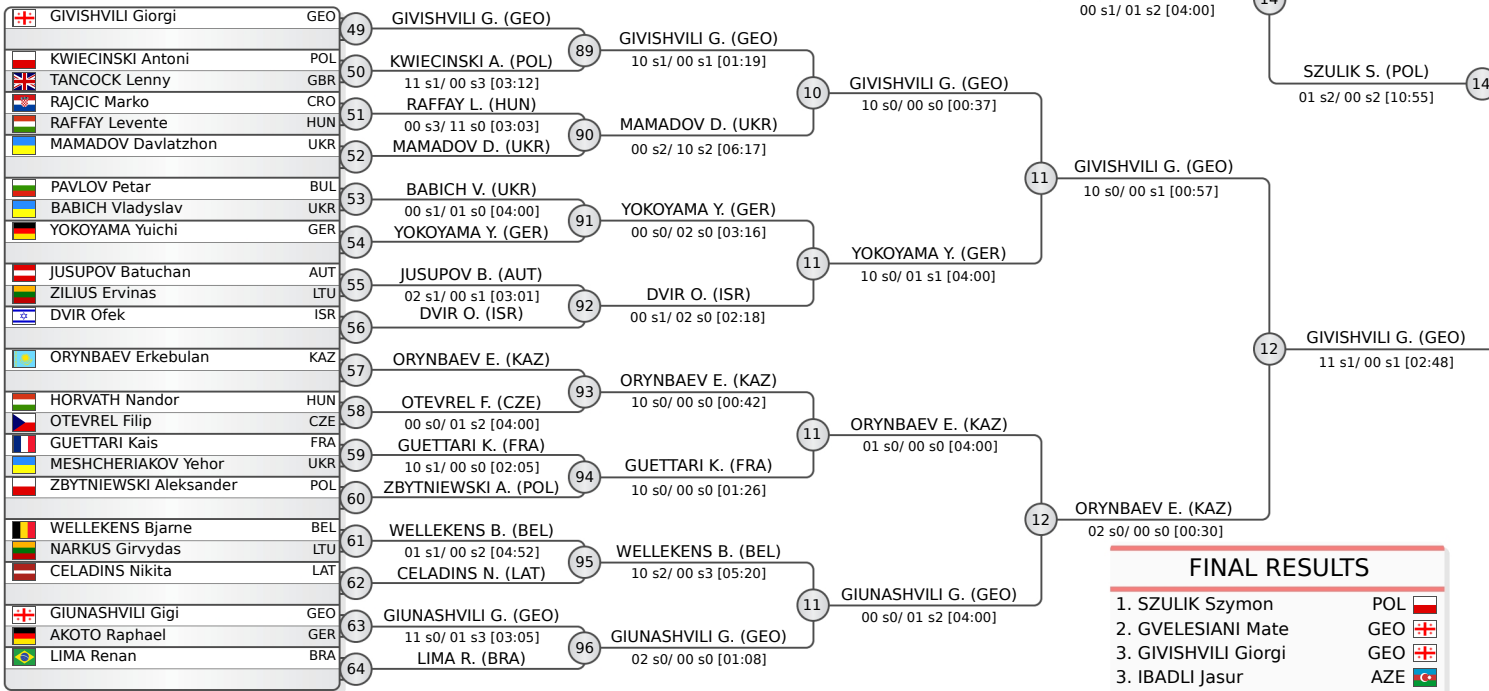 GIVISHVILI Giorgi GEO
KWIECINSKI Antoni POL
TANCOCK Lenny GBR
RAJCIC Marko CRO
RAFFAY Levente HUN
MAMADOV Davlatzhon UKR
PAVLOV Petar BUL
BABICH Vladyslav UKR
YOKOYAMA Yuichi GER
JUSUPOV Batuchan AUT
ZILIUS Ervinas LTU
DVIR Ofek ISR
ORYNBAEV Erkebulan KAZ
HORVATH Nandor HUN
OTEVREL Filip CZE
GUETTARI Kais FRA
MESHCHERIAKOV Yehor UKR
ZBYTNIEWSKI Aleksander POL
WELLEKENS Bjarne BEL
NARKUS Girvydas LTU
CELADINS Nikita LAT
GIUNASHVILI Gigi GEO
AKOTO Raphael GER
LIMA Renan BRA
49
50
51
52
53
54
55
56
57
58
59
60
61
62
63
64
GIVISHVILI G. (GEO)
KWIECINSKI A. (POL)
11 s1/ 00 s3 [03:12]
RAFFAY L. (HUN)
00 s3/ 11 s0 [03:03]
MAMADOV D. (UKR)
BABICH V. (UKR)
00 s1/ 01 s0 [04:00]
YOKOYAMA Y. (GER)
JUSUPOV B. (AUT)
02 s1/ 00 s1 [03:01]
DVIR O. (ISR)
ORYNBAEV E. (KAZ)
OTEVREL F. (CZE)
00 s0/ 01 s2 [04:00]
GUETTARI K. (FRA)
10 s1/ 00 s0 [02:05]
ZBYTNIEWSKI A. (POL)
WELLEKENS B. (BEL)
01 s1/ 00 s2 [04:52]
CELADINS N. (LAT)
GIUNASHVILI G. (GEO)
11 s0/ 01 s3 [03:05]
LIMA R. (BRA)
89
90
91
92
93
94
95
96
GIVISHVILI G. (GEO)
10 s1/ 00 s1 [01:19]
MAMADOV D. (UKR)
00 s2/ 10 s2 [06:17]
YOKOYAMA Y. (GER)
00 s0/ 02 s0 [03:16]
DVIR O. (ISR)
00 s1/ 02 s0 [02:18]
ORYNBAEV E. (KAZ)
10 s0/ 00 s0 [00:42]
GUETTARI K. (FRA)
10 s0/ 00 s0 [01:26]
WELLEKENS B. (BEL)
10 s2/ 00 s3 [05:20]
GIUNASHVILI G. (GEO)
02 s0/ 00 s0 [01:08]
10
11
11
11
GIVISHVILI G. (GEO)
10 s0/ 00 s0 [00:37]
YOKOYAMA Y. (GER)
10 s0/ 01 s1 [04:00]
ORYNBAEV E. (KAZ)
01 s0/ 00 s0 [04:00]
GIUNASHVILI G. (GEO)
00 s0/ 01 s2 [04:00]
11
12
GIVISHVILI G. (GEO)
10 s0/ 00 s1 [00:57]
ORYNBAEV E. (KAZ)
02 s0/ 00 s0 [00:30]
00 s1/ 01 s2 [04:00]
14
12
SZULIK S. (POL)
01 s2/ 00 s2 [10:55]
14
GIVISHVILI G. (GEO)
11 s1/ 00 s1 [02:48]
FINAL RESULTS
1. SZULIK Szymon POL
2. GVELESIANI Mate GEO
3. GIVISHVILI Giorgi GEO
3. IBADLI Jasur AZE